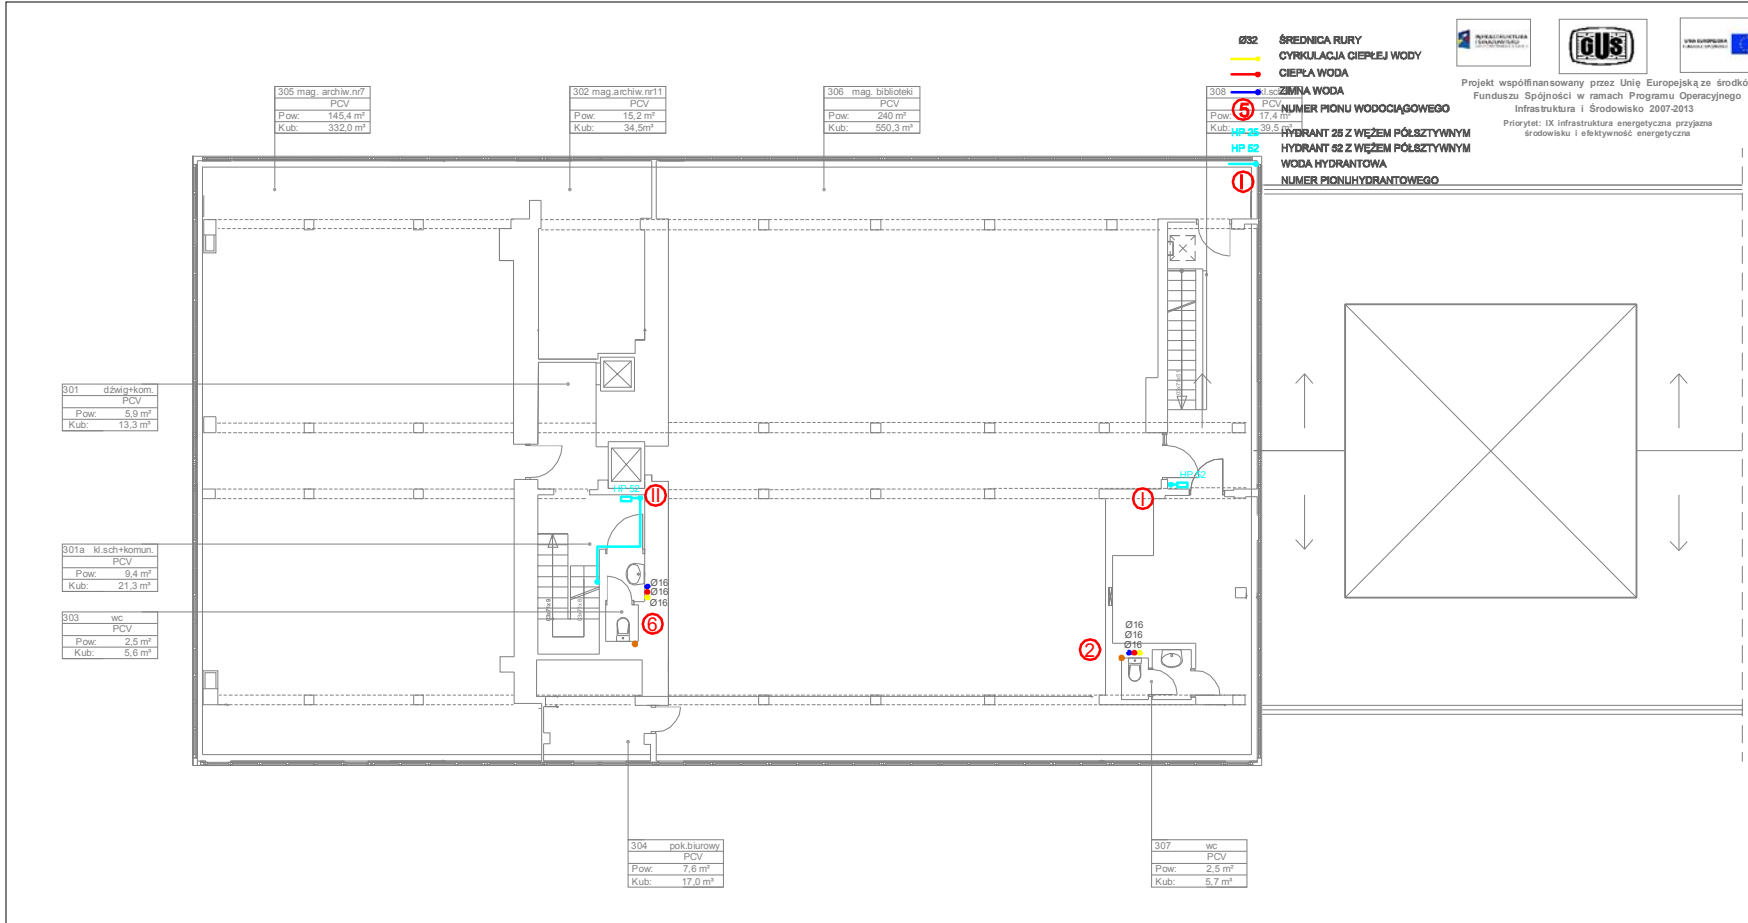 Ø32 ŚREDNICA RURY
CYRKULACJA CIEPŁEJ WODY
CIEPŁA WODA
ZIMNA WODA
5 NUMER PIONU WODOCIĄGOWEGO
HP 25 HYDRANT 25 Z WĘŻEM PÓŁSZTYWNYM
HP 52 HYDRANT 52 Z WĘŻEM PÓŁSZTYWNYM
WODA HYDRANTOWA
I NUMER PIONUHYDRANTOWEGO
GUS
UNIA EUROPEJSKA
Projekt współfinansowany przez Unię Europejską ze środkó
Funduszu Spójności w ramach Programu Operacyjnego
Infrastruktura i Środowisko 2007-2013
Priorytet: IX infrastruktura energetyczna przyjazna
środowisku i efektywność energetyczna
305 mag. archiw.nr7
PCV
Pow: 145,4 m²
Kub: 332,0 m³
302 mag.archiw.nr11
PCV
Pow: 15,2 m²
Kub: 34,5m³
306 mag. biblioteki
PCV
Pow: 240 m²
Kub: 550,3 m³
308 kl.sch
PCV
Pow: 17,4 m²
Kub: 39,5 m³
301 dźwig+kom.
PCV
Pow: 5,9 m²
Kub: 13,3 m³
HP 52
II
HP 52
I
301a kl.sch+komun.
PCV
Pow: 9,4 m²
Kub: 21,3 m³
Ø16
Ø16
Ø16
6
303 wc
PCV
Pow: 2,5 m²
Kub: 5,6 m³
Ø16
Ø16
Ø16
2
304 pok.biurowy
PCV
Pow: 7,6 m²
Kub: 17,0 m³
307 wc
PCV
Pow: 2,5 m²
Kub: 5,7 m³